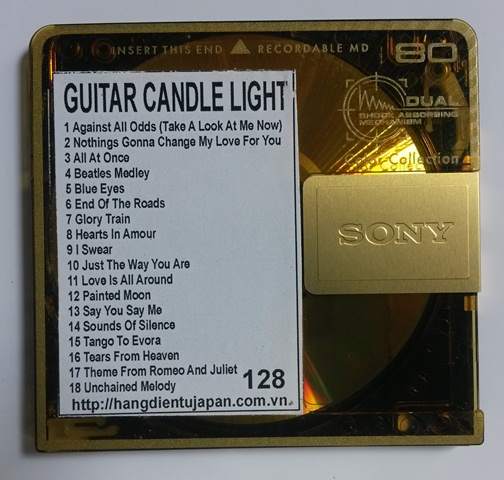 INSERT THIS END ▲ RECORDABLE MD 80
DUAL
SHOCK ABSORBING
MECHANISM
Color Collection
SONY
GUITAR CANDLE LIGHT
1 Against All Odds (Take A Look At Me Now)
2 Nothings Gonna Change My Love For You
3 All At Once
4 Beatles Medley
5 Blue Eyes
6 End Of The Roads
7 Glory Train
8 Hearts In Amour
9 I Swear
10 Just The Way You Are
11 Love Is All Around
12 Painted Moon
13 Say You Say Me
14 Sounds Of Silence
15 Tango To Evora
16 Tears From Heaven
17 Theme From Romeo And Juliet
18 Unchained Melody
128
http://hangdientujapan.com.vn/